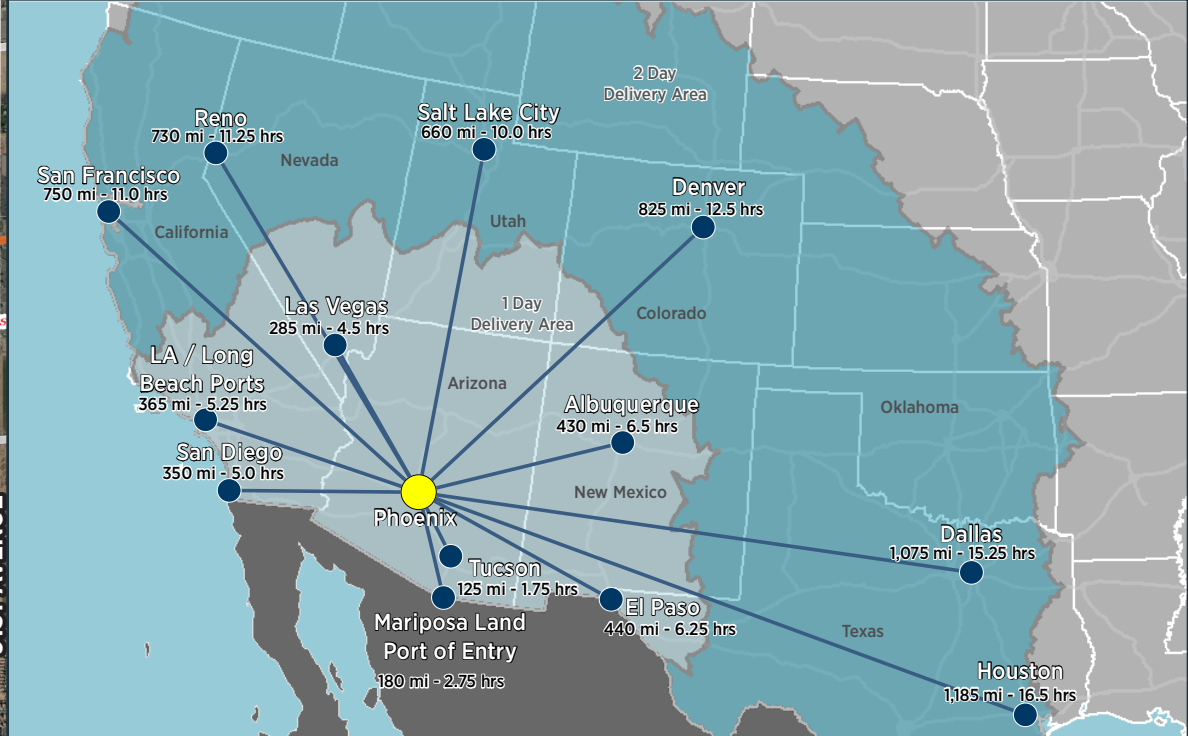 2 Day
Delivery Area
Salt Lake City
660 mi - 10.0 hrs
Reno
730 mi - 11.25 hrs
Nevada
San Francisco
750 mi - 11.0 hrs
Denver
825 mi - 12.5 hrs
Utah
California
Las Vegas
285 mi - 4.5 hrs
1 Day
Delivery Area
Colorado
LA / Long
Beach Ports
365 mi - 5.25 hrs
Arizona
Albuquerque
430 mi - 6.5 hrs
Oklahoma
San Diego
350 mi - 5.0 hrs
New Mexico
Phoenix
Dallas
1,075 mi - 15.25 hrs
Tucson
125 mi - 1.75 hrs
El Paso
440 mi - 6.25 hrs
Mariposa Land
Port of Entry
180 mi - 2.75 hrs
Texas
Houston
1,185 mi - 16.5 hrs